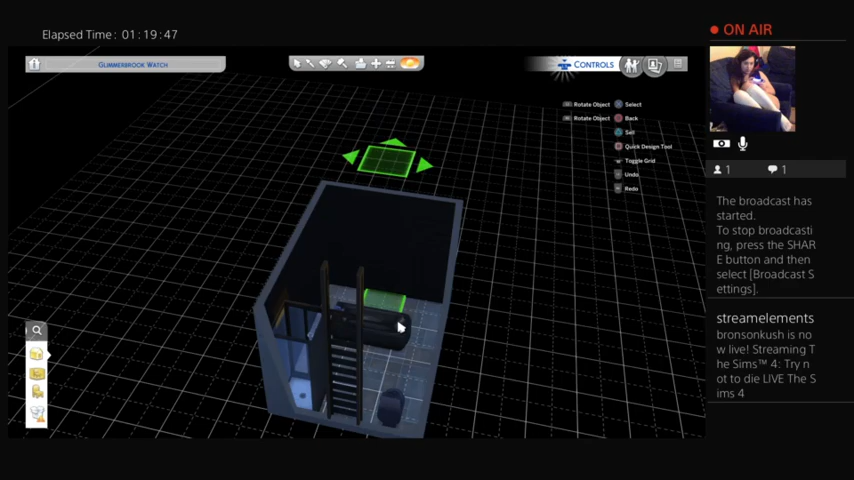 Elapsed Time: 01:19:47
ON AIR
GLIMMERBROOK WATCH
CONTROLS
Rotate Object Select
Rotate Object Back
Sell
Quick Design Tool
Toggle Grid
Undo
Redo
1 1
The broadcast has
started.
To stop broadcasti
ng, press the SHAR
E button and then
select [Broadcast S
ettings].
streamelements
bronsonkush is no
w live! Streaming T
he Sims™ 4: Try n
ot to die LIVE The S
ims 4